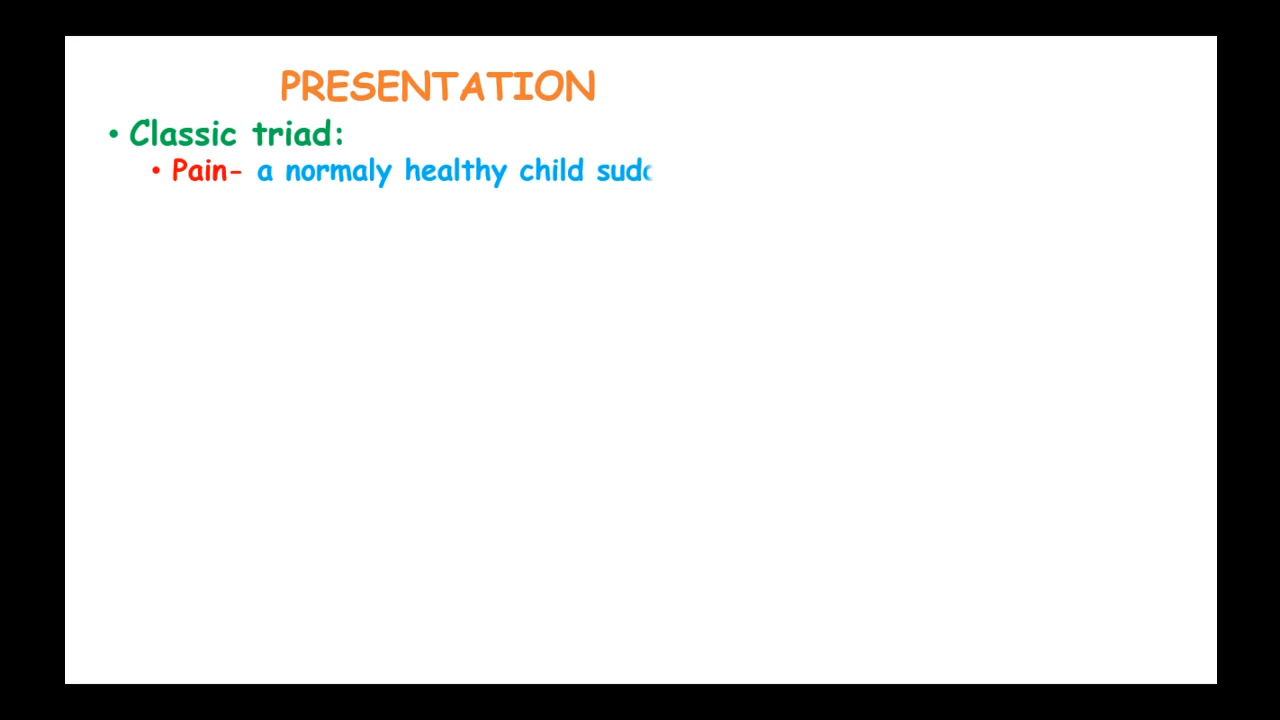 PRESENTATION
• Classic triad:
• Pain- a normaly healthy child